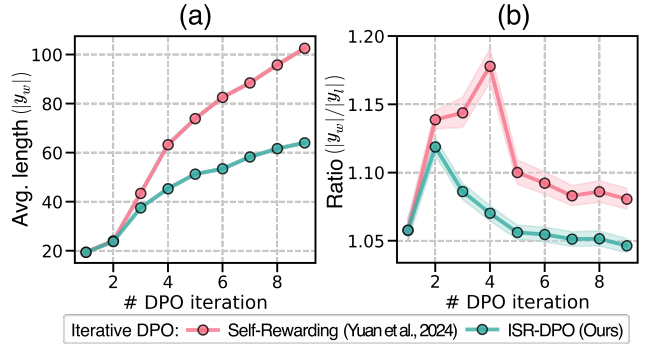 (a)
(b)
Avg. length (|y_w|)
100
80
60
40
20
2
4
6
8
# DPO iteration
Ratio (|y_w|/|y_l|)
1.20
1.15
1.10
1.05
2
4
6
8
# DPO iteration
Iterative DPO: Self-Rewarding (Yuan et al., 2024) ISR-DPO (Ours)